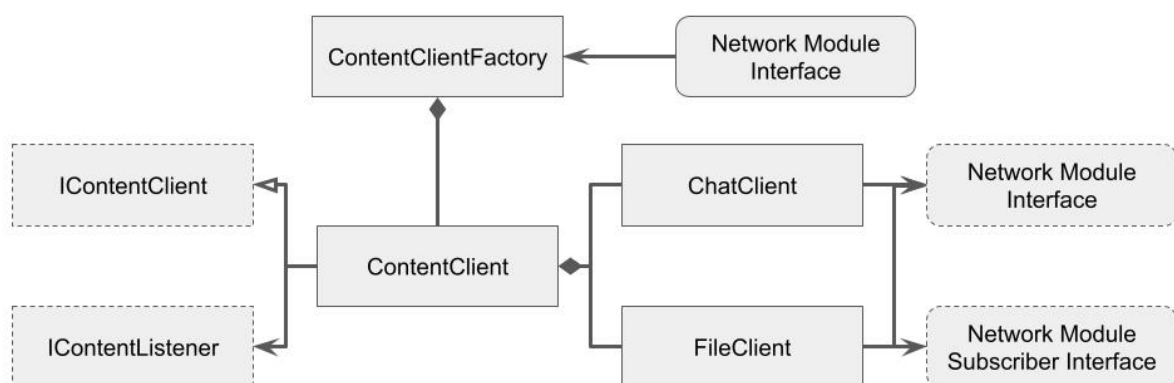 ContentClientFactory
Network Module
Interface
IContentClient
ChatClient
Network Module
Interface
ContentClient
IContentListener
FileClient
Network Module
Subscriber Interface